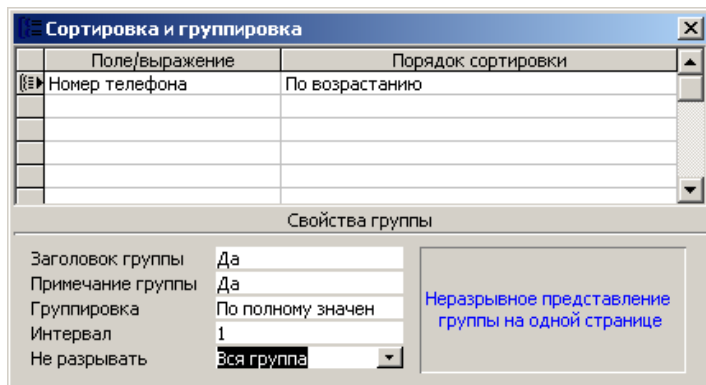 Сортировка и группировка
Поле/выражение Порядок сортировки
Номер телефона По возрастанию
Свойства группы
Заголовок группы Да
Примечание группы Да
Группировка По полному значен
Интервал 1
Не разрывать Вся группа
Неразрывное представление
группы на одной странице